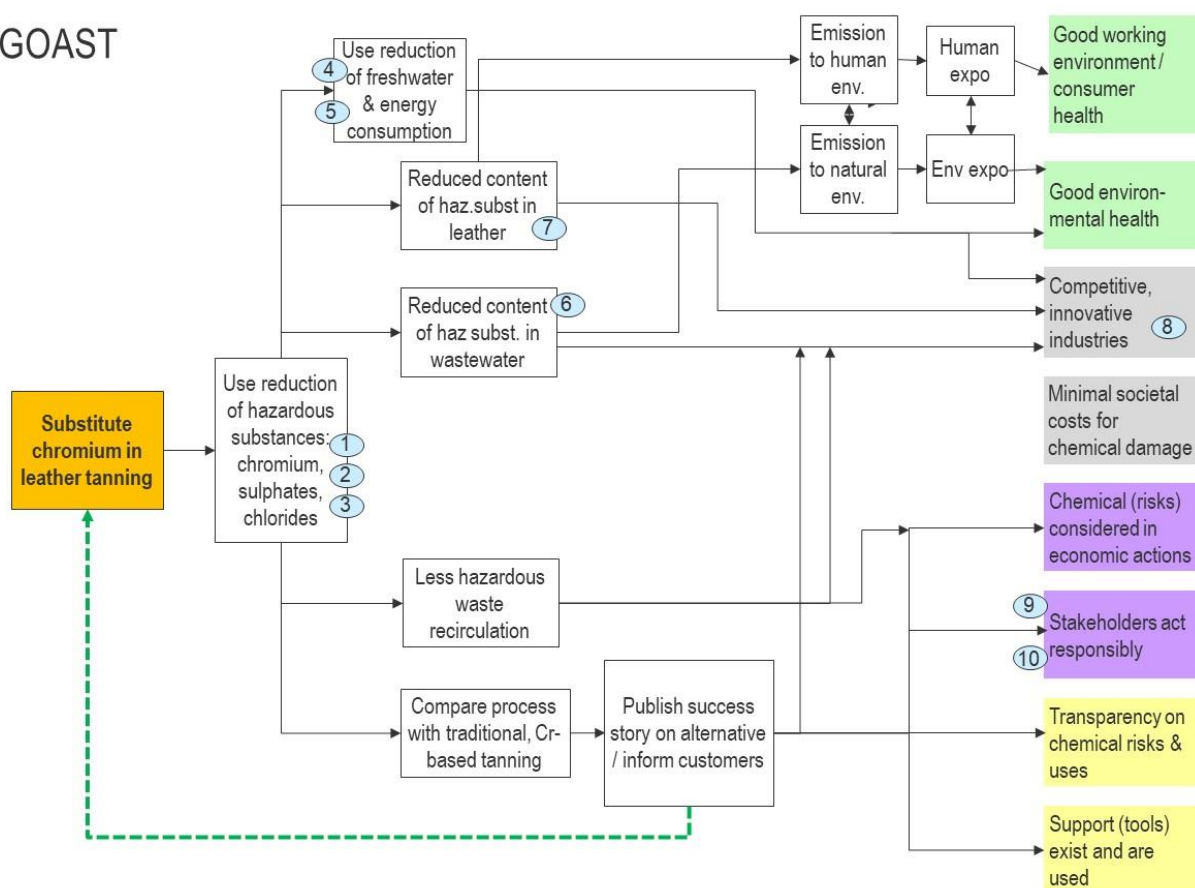 GOAST
Use reduction
of freshwater
& energy
consumption
4
5
Emission
to human
env.
Human
expo
Good working
environment /
consumer
health
Reduced content
of haz.subst in
leather
7
Emission
to natural
env.
Env expo
Good environ-
mental health
Reduced content
of haz subst. in
wastewater
6
Competitive,
innovative
industries
8
Substitute
chromium in
leather tanning
Use reduction
of hazardous
substances:
chromium,
sulphates,
chlorides
1
2
3
Minimal societal
costs for
chemical damage
Chemical (risks)
considered in
economic actions
Less hazardous
waste
recirculation
9
10
Stakeholders act
responsibly
Compare process
with traditional, Cr-
based tanning
Publish success
story on alternative
/ inform customers
Transparency on
chemical risks &
uses
Support (tools)
exist and are
used